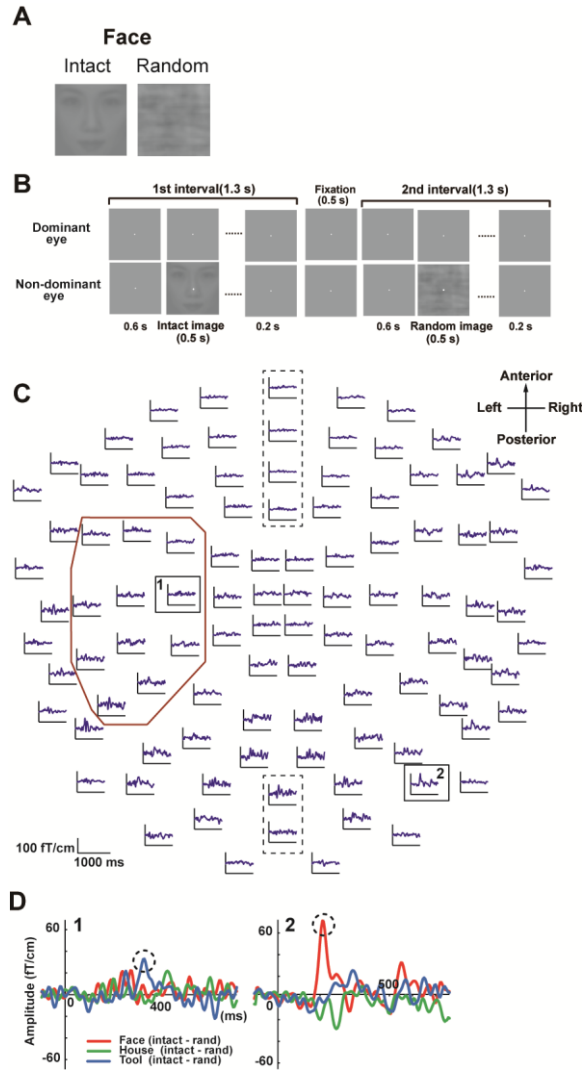 A
Face
Intact Random
B
1st interval(1.3 s) Fixation (0.5 s) 2nd interval(1.3 s)
Dominant eye
......
......
Non-dominant eye
......
......
0.6 s Intact image (0.5 s) 0.2 s 0.6 s Random image (0.5 s) 0.2 s
C
Anterior
Left Right
Posterior
1
2
100 fT/cm
1000 ms
D
1 2
60 60
Amplitude (fT/cm)
0 400 (ms) 0 500
-60 -60
Face (intact - rand)
House (intact - rand)
Tool (intact - rand)